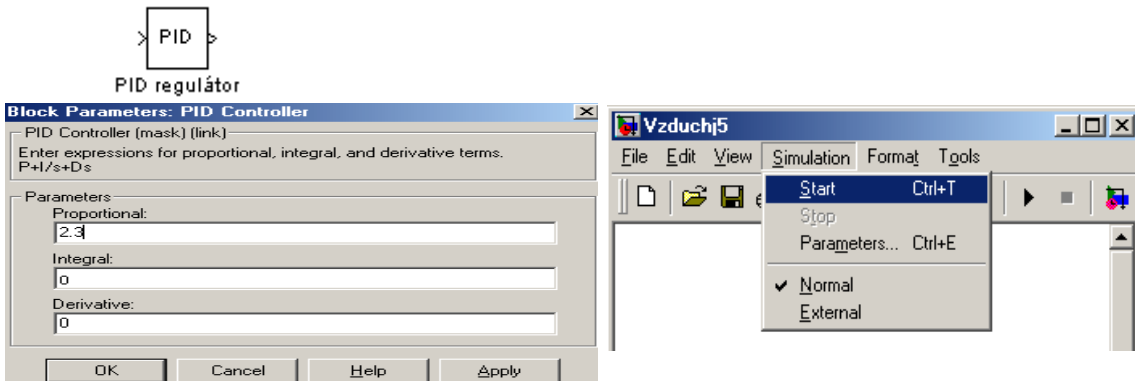 PID
PID regulátor
Block Parameters: PID Controller
PID Controller (mask) (link)
Enter expressions for proportional, integral, and derivative terms.
P+I/s+Ds
Parameters
Proportional:
2.3
Integral:
0
Derivative:
0
OK Cancel Help Apply
Vzduchj5
File Edit View Simulation Format Tools
Start Ctrl+T
Stop
Parameters... Ctrl+E
Normal
External